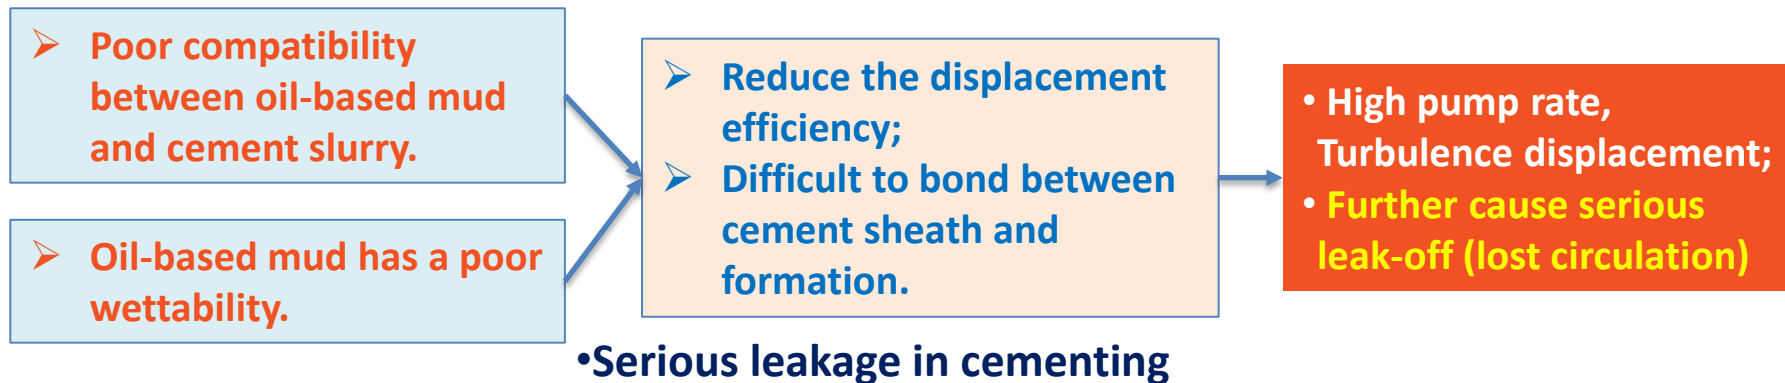 ➢ Poor compatibility
between oil-based mud
and cement slurry.
➢ Oil-based mud has a poor
wettability.
➢ Reduce the displacement
efficiency;
➢ Difficult to bond between
cement sheath and
formation.
• High pump rate,
Turbulence displacement;
• Further cause serious
leak-off (lost circulation)
•Serious leakage in cementing